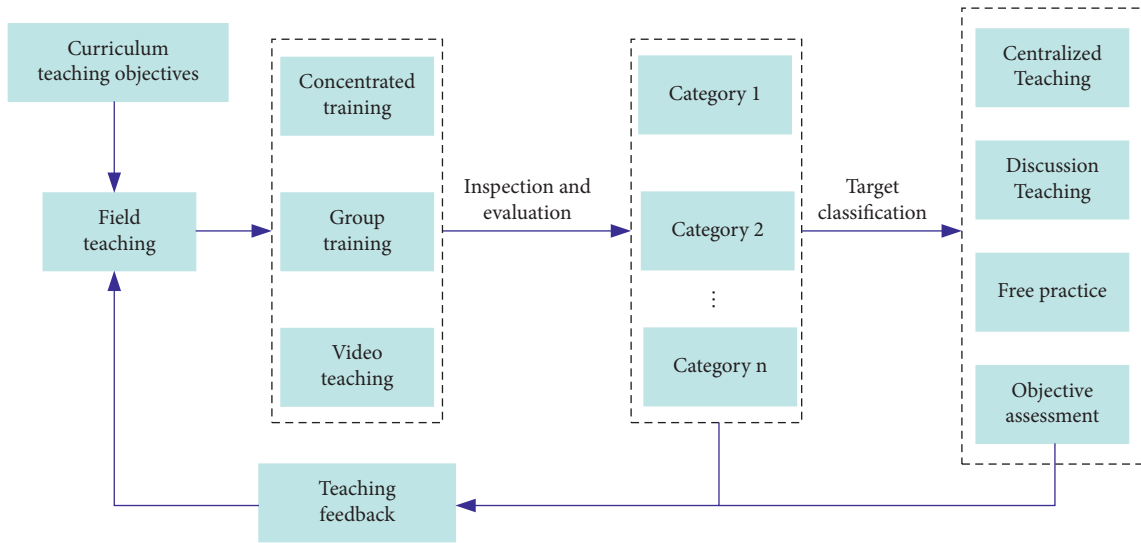 Curriculum
teaching objectives
Field
teaching
Concentrated
training
Group
training
Video
teaching
Inspection and
evaluation
Category 1
Category 2
⋮
Category n
Target
classification
Centralized
Teaching
Discussion
Teaching
Free practice
Objective
assessment
Teaching
feedback